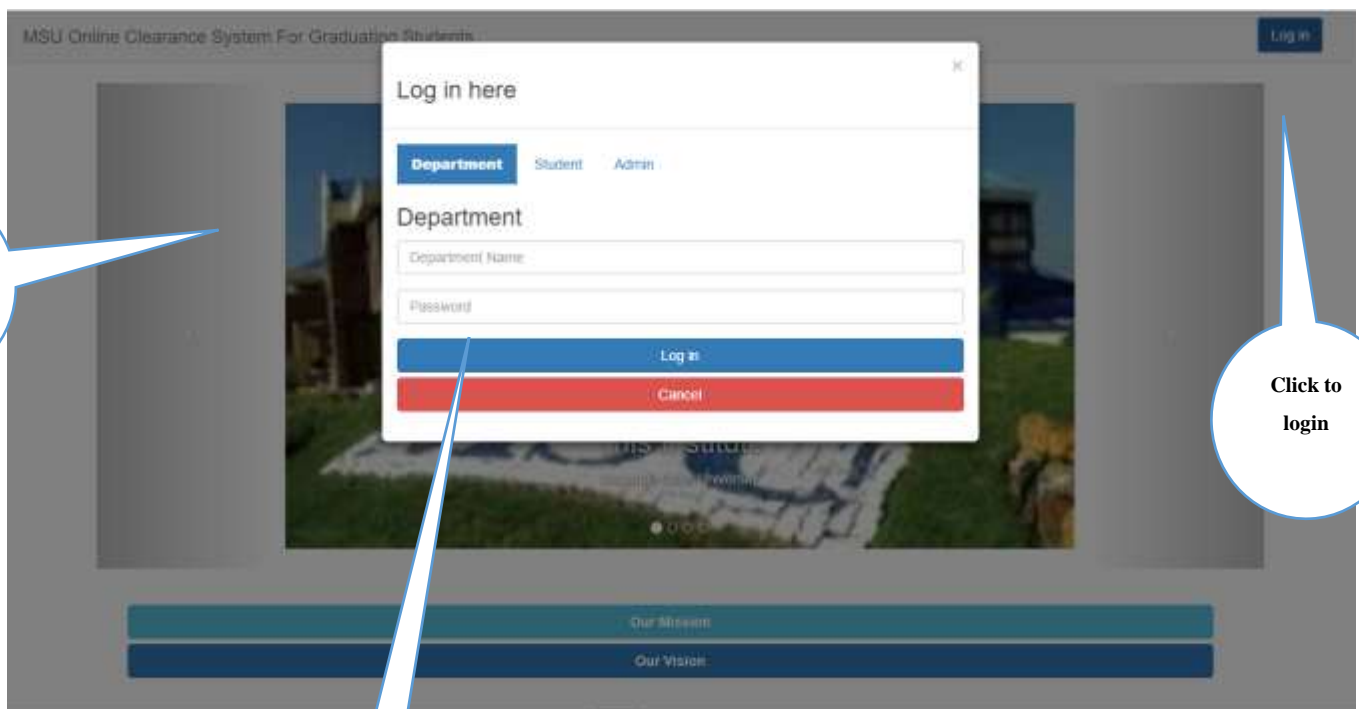 MSU Online Clearance System For Graduating Students
Log in
×
Log in here
Department Student Admin
Department
Department Name
Password
Log in
Cancel
Click to
login
Our Mission
Our Vision